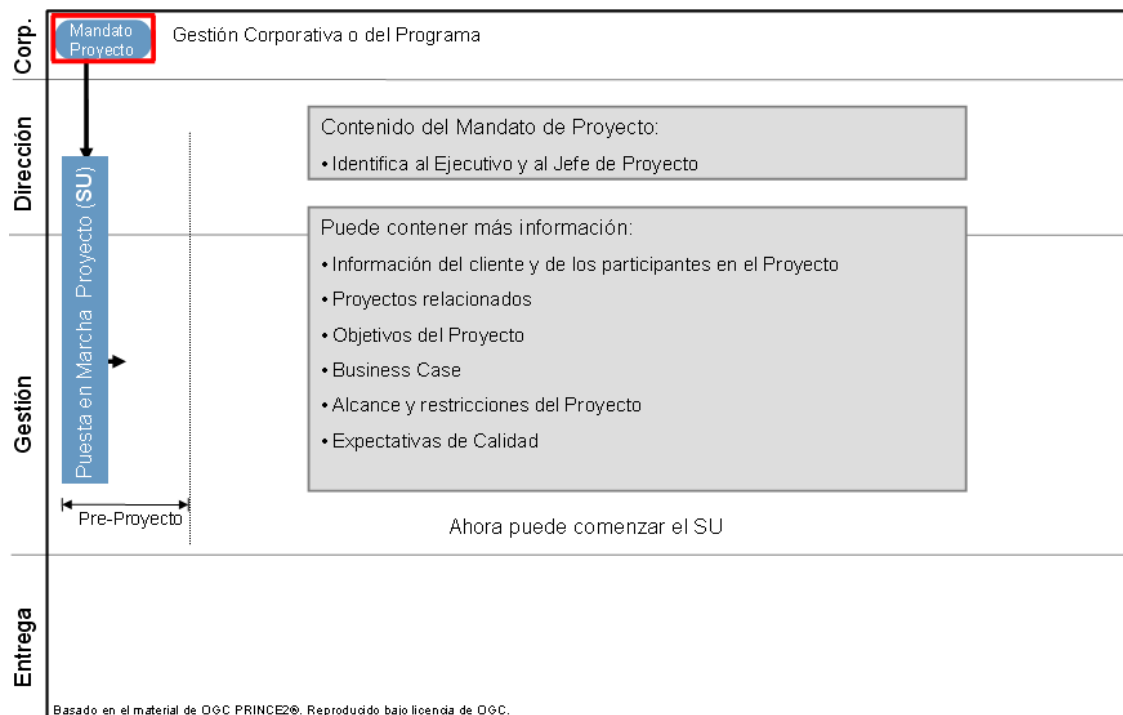 Corp.
Mandato
Proyecto
Gestión Corporativa o del Programa
Dirección
Contenido del Mandato de Proyecto:
• Identifica al Ejecutivo y al Jefe de Proyecto
Puesta en Marcha Proyecto (SU)
Gestión
Puede contener más información:
• Información del cliente y de los participantes en el Proyecto
• Proyectos relacionados
• Objetivos del Proyecto
• Business Case
• Alcance y restricciones del Proyecto
• Expectativas de Calidad
Pre-Proyecto
Ahora puede comenzar el SU
Entrega
Basado en el material de OGC PRINCE2®. Reproducido bajo licencia de OGC.